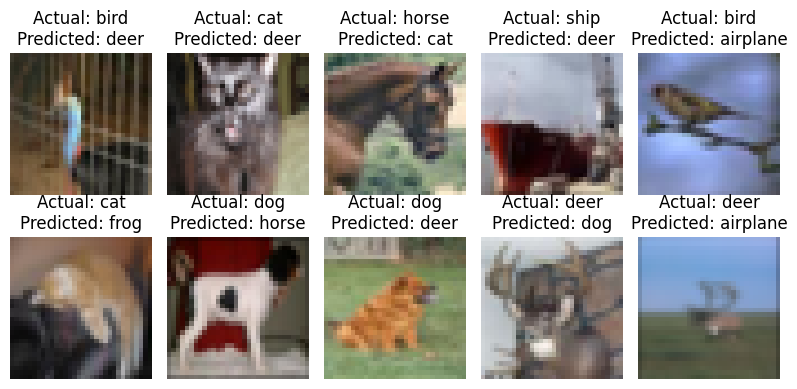 Actual: bird
Predicted: deer
Actual: cat
Predicted: deer
Actual: horse
Predicted: cat
Actual: ship
Predicted: deer
Actual: bird
Predicted: airplane
Actual: cat
Predicted: frog
Actual: dog
Predicted: horse
Actual: dog
Predicted: deer
Actual: deer
Predicted: dog
Actual: deer
Predicted: airplane